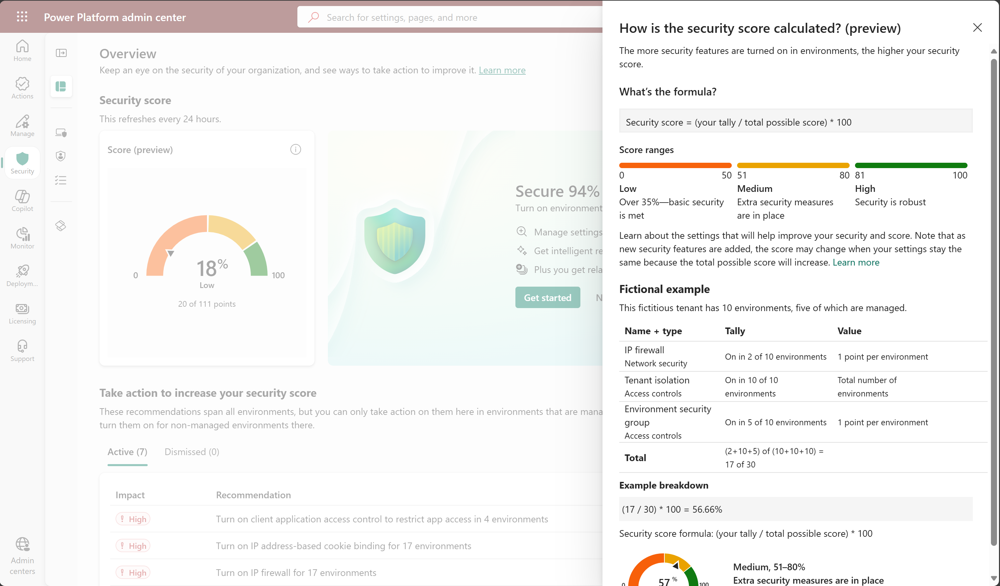 Power Platform admin center
Search for settings, pages, and more
Home
Actions
Manage
Security
Copilot
Monitor
Deploym...
Licensing
Support
Admin
centers
Overview
Keep an eye on the security of your organization, and see ways to take action to improve it. Learn more
Security score
This refreshes every 24 hours.
Score (preview)
0
18%
100
Low
20 of 111 points
Secure 94%
Turn on environment
Manage settings
Get intelligent re
Plus you get rela
Get started
N
Take action to increase your security score
These recommendations span all environments, but you can only take action on them here in environments that are mana
turn them on for non-managed environments there.
Active (7)
Dismissed (0)
Impact
Recommendation
High
Turn on client application access control to restrict app access in 4 environments
High
Turn on IP address-based cookie binding for 17 environments
High
Turn on IP firewall for 17 environments
How is the security score calculated? (preview)
The more security features are turned on in environments, the higher your security
score.
What’s the formula?
Security score = (your tally / total possible score) * 100
Score ranges
0 50 51 80 81 100
Low
Over 35%—basic security
is met
Medium
Extra security measures
are in place
High
Security is robust
Learn about the settings that will help improve your security and score. Note that as
new security features are added, the score may change when your settings stay the
same because the total possible score will increase. Learn more
Fictional example
This fictitious tenant has 10 environments, five of which are managed.
Name + type
Tally
Value
IP firewall
Network security
On in 2 of 10 environments
1 point per environment
Tenant isolation
Access controls
On in 10 of 10
environments
Total number of
environments
Environment security
group
Access controls
On in 5 of 10 environments
1 point per environment
Total
(2+10+5) of (10+10+10) =
17 of 30
Example breakdown
(17 / 30) * 100 = 56.66%
Security score formula: (your tally / total possible score) * 100
0
57 %
100
Medium, 51–80%
Extra security measures are in place